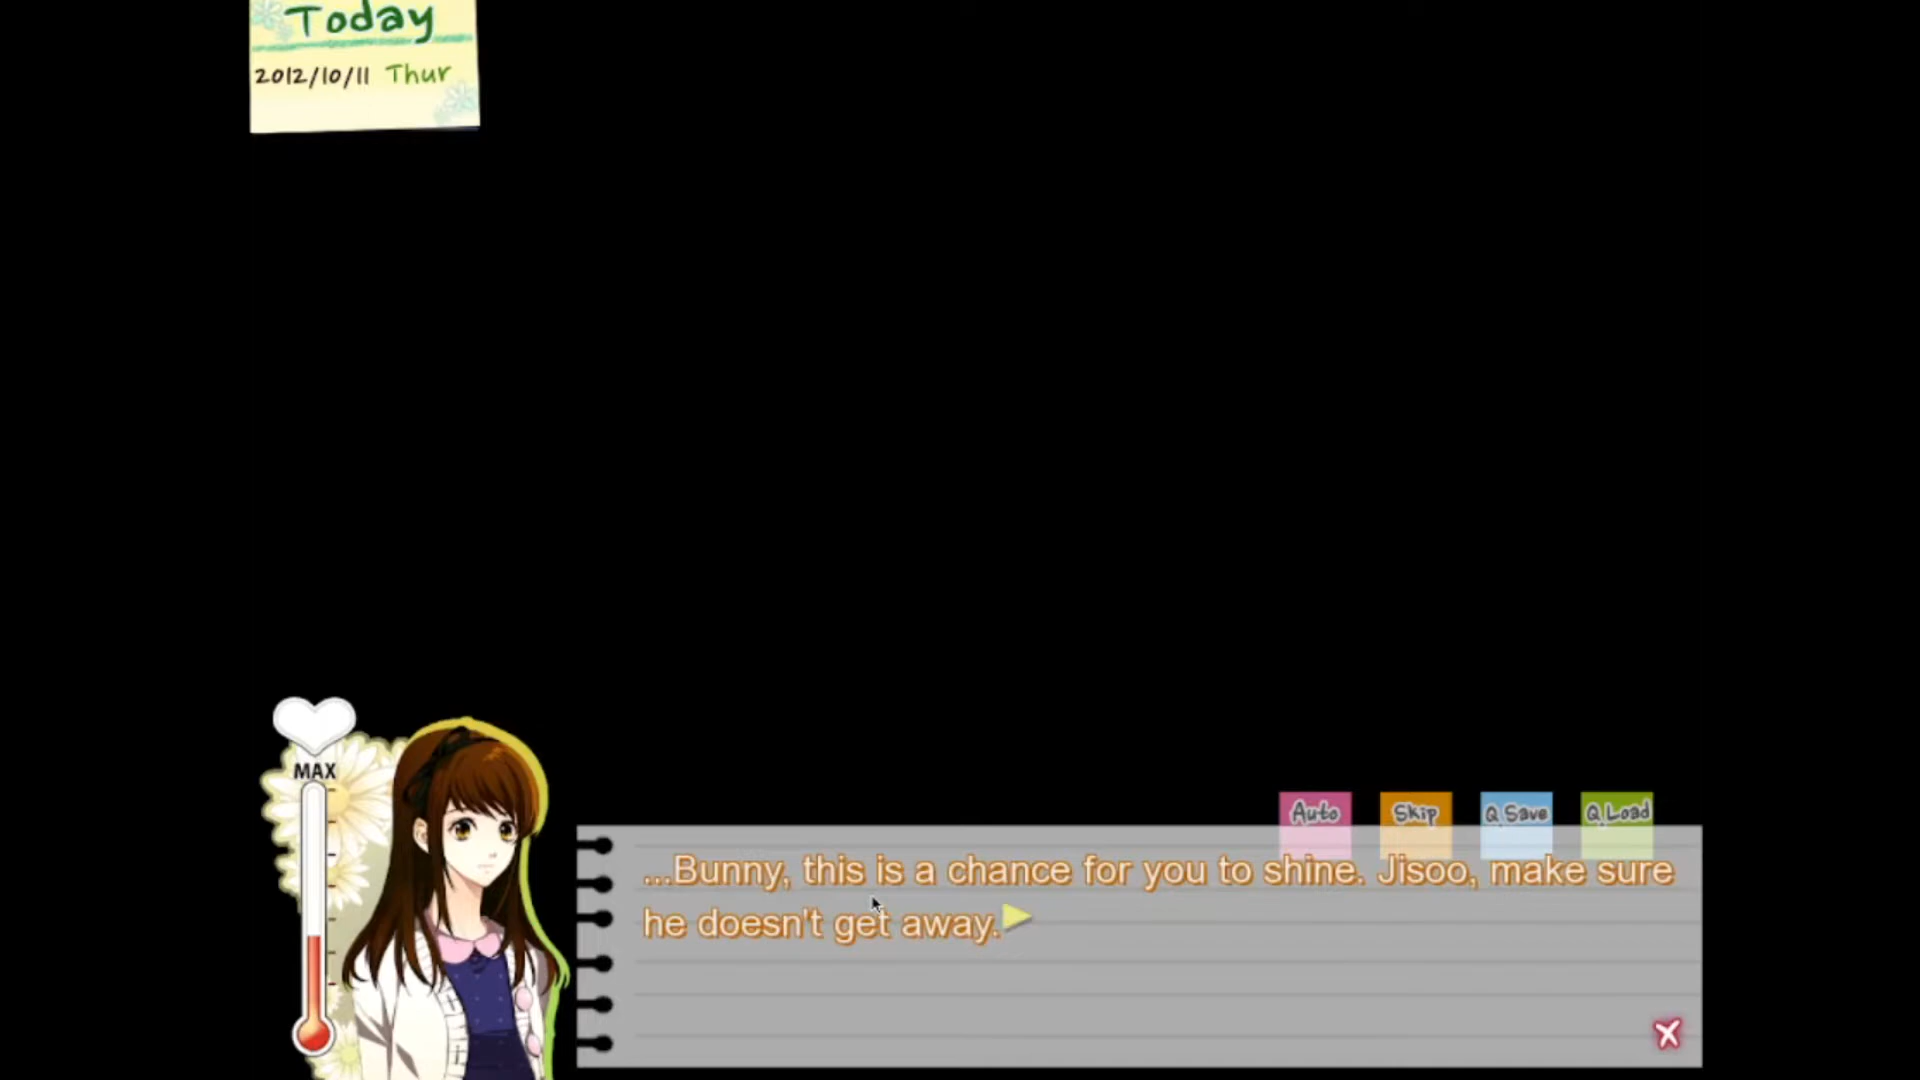 Today
2012/10/11 Thur
MAX
Auto Skip Q.Save Q.Load
...Bunny, this is a chance for you to shine. Jisoo, make sure
he doesn't get away.